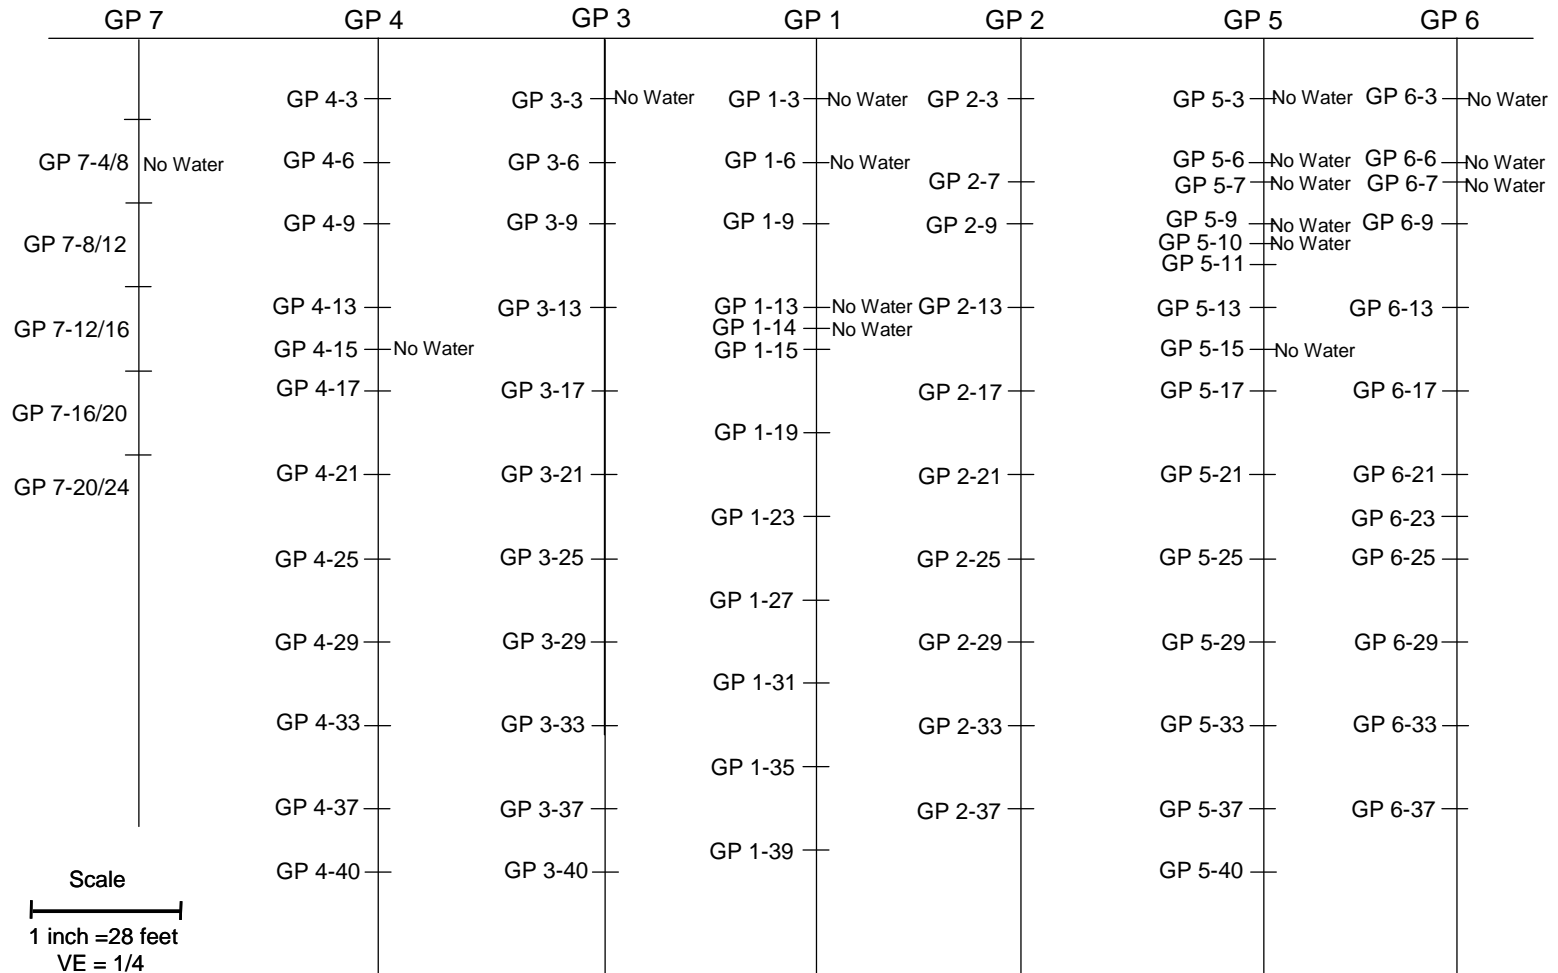 GP 7
GP 4
GP 3
GP 1
GP 2
GP 5
GP 6
GP 7-4/8 No Water
GP 7-8/12
GP 7-12/16
GP 7-16/20
GP 7-20/24
GP 4-3
GP 4-6
GP 4-9
GP 4-13
GP 4-15 No Water
GP 4-17
GP 4-21
GP 4-25
GP 4-29
GP 4-33
GP 4-37
GP 4-40
GP 3-3 No Water
GP 3-6
GP 3-9
GP 3-13
GP 3-17
GP 3-21
GP 3-25
GP 3-29
GP 3-33
GP 3-37
GP 3-40
GP 1-3 No Water
GP 1-6 No Water
GP 1-9
GP 1-13 No Water
GP 1-14 No Water
GP 1-15
GP 1-19
GP 1-23
GP 1-27
GP 1-31
GP 1-35
GP 1-39
GP 2-3
GP 2-7
GP 2-9
GP 2-13
GP 2-17
GP 2-21
GP 2-25
GP 2-29
GP 2-33
GP 2-37
GP 5-3 No Water
GP 5-6 No Water
GP 5-7 No Water
GP 5-9 No Water
GP 5-10 No Water
GP 5-11
GP 5-13
GP 5-15 No Water
GP 5-17
GP 5-21
GP 5-25
GP 5-29
GP 5-33
GP 5-37
GP 5-40
GP 6-3 No Water
GP 6-6 No Water
GP 6-7 No Water
GP 6-9
GP 6-13
GP 6-17
GP 6-21
GP 6-23
GP 6-25
GP 6-29
GP 6-33
GP 6-37
Scale
1 inch =28 feet
VE = 1/4